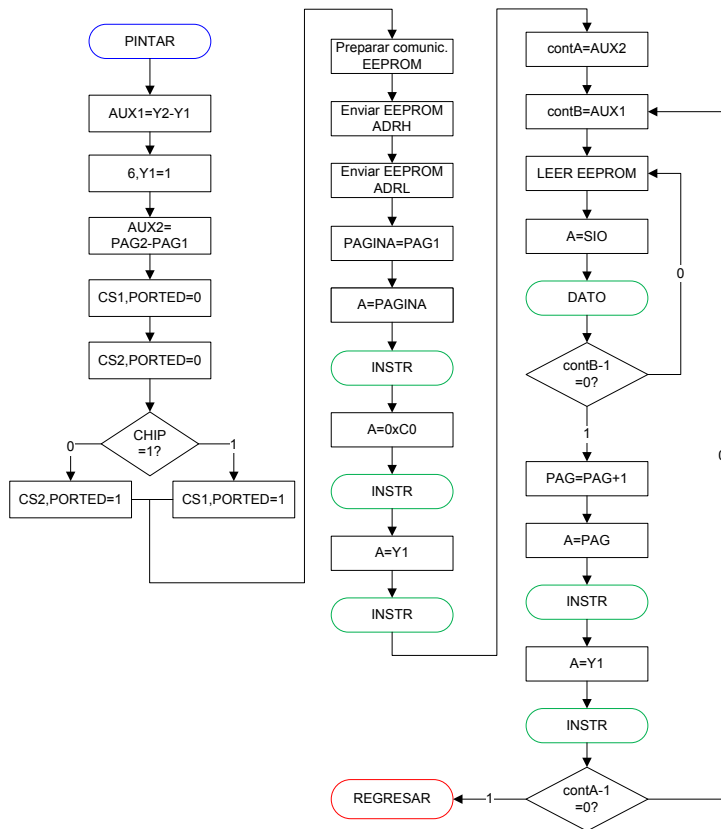 PINTAR
AUX1=Y2-Y1
6,Y1=1
AUX2=
PAG2-PAG1
CS1,PORTED=0
CS2,PORTED=0
CHIP
=1?
0
1
CS2,PORTED=1
CS1,PORTED=1
Preparar comunic.
EEPROM
Enviar EEPROM
ADRH
Enviar EEPROM
ADRL
PAGINA=PAG1
A=PAGINA
INSTR
A=0xC0
INSTR
A=Y1
INSTR
contA=AUX2
contB=AUX1
LEER EEPROM
A=SIO
DATO
contB-1
=0?
0
1
PAG=PAG+1
A=PAG
INSTR
A=Y1
INSTR
contA-1
=0?
0
1
REGRESAR